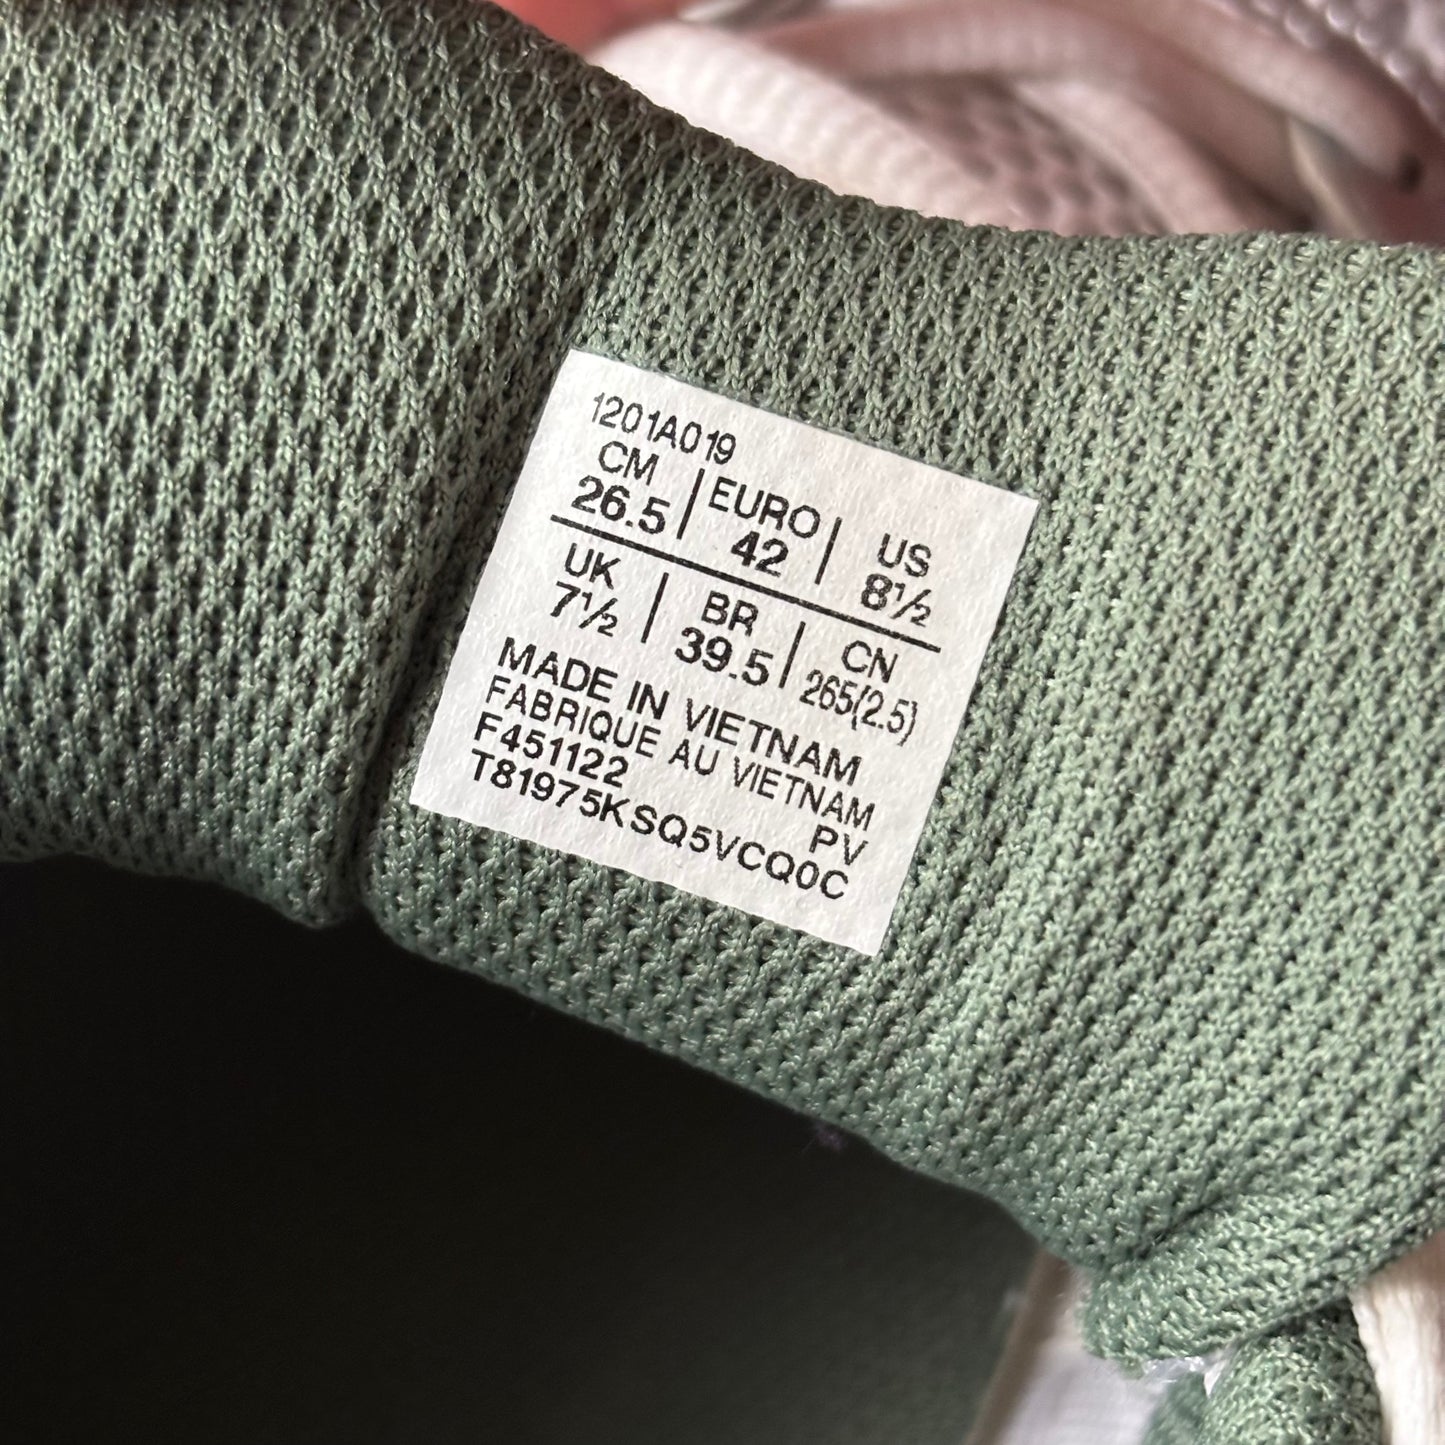 1201A019
CM EURO US
26.5 42 8½
UK BR CN
7½ 39.5 265(2.5)
MADE IN VIETNAM
FABRIQUE AU VIETNAM
F451122 PV
T81975KSQ5VCQ0C